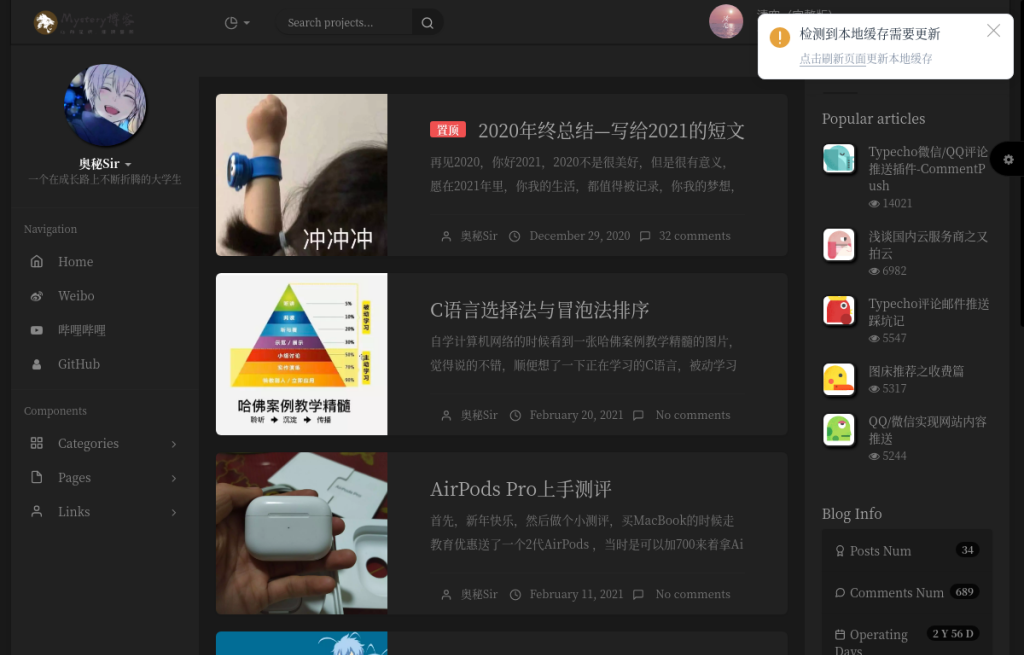 Mystery博客
Search projects...
检测到本地缓存需要更新
点击刷新页面更新本地缓存
奥秘Sir
一个在成长路上不断折腾的大学生
Navigation
Home
Weibo
哔哩哔哩
GitHub
Components
Categories
Pages
Links
冲冲冲
置顶 2020年终总结—写给2021的短文
再见2020，你好2021，2020不是很美好，但是很有意义，
愿在2021年里，你我的生活，都值得被记录，你我的梦想，
奥秘Sir December 29, 2020 32 comments
哈佛案例教学精髓
聆听 → 沉淀 → 传播
被动学习
主动学习
C语言选择法与冒泡法排序
自学计算机网络的时候看到一张哈佛案例教学精髓的图片，
觉得说的不错，顺便想了一下正在学习的C语言，被动学习
奥秘Sir February 20, 2021 No comments
AirPods Pro上手测评
首先，新年快乐，然后做个小测评，买MacBook的时候走
教育优惠送了一个2代AirPods ，当时是可以加700来着拿Ai
奥秘Sir February 11, 2021 No comments
Popular articles
Typecho微信/QQ评论
推送插件-CommentP
ush
14021
浅谈国内云服务商之又
拍云
6982
Typecho评论邮件推送
踩坑记
5547
图床推荐之收费篇
5317
QQ/微信实现网站内容
推送
5244
Blog Info
Posts Num 34
Comments Num 689
Operating 2 Y 56 D
Days